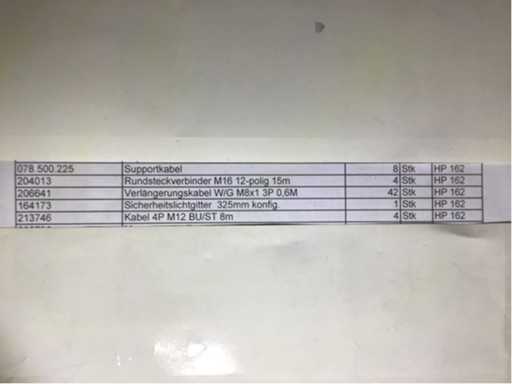 078.500.225 Supportkabel 8 Stk HP 162
204013 Rundsteckverbinder M16 12-polig 15m 4 Stk HP 162
206641 Verlängerungskabel W/G M8x1 3P 0,6M 42 Stk HP 162
164173 Sicherheitslichtgitter 325mm konfig. 1 Stk HP 162
213746 Kabel 4P M12 BU/ST 8m 4 Stk HP 162